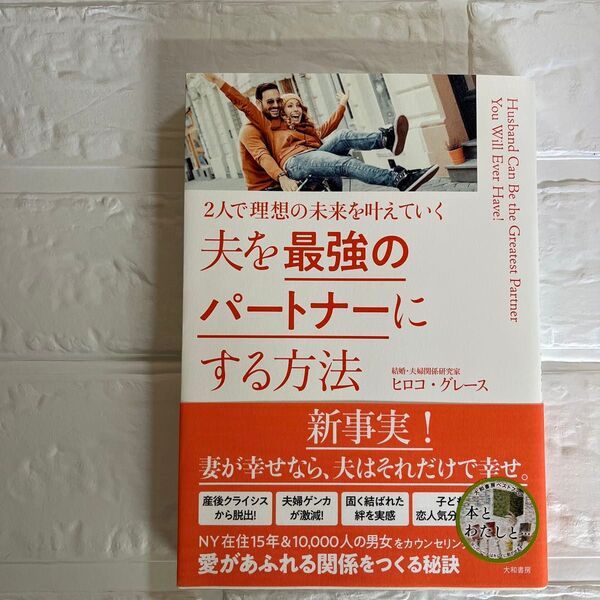 Husband Can Be the Greatest Partner
You Will Ever Have!
2人で理想の未来を叶えていく
夫を最強の
パートナーに
する方法
結婚・夫婦関係研究家
ヒロコ・グレース
新事実！
妻が幸せなら、夫はそれだけで幸せ。
産後クライシス
から脱出!
夫婦ゲンカ
が激減!
固く結ばれた
絆を実感
子ども
恋人気分
本と
わたしと…
NY在住15年＆10,000人の男女をカウンセリン
愛があふれる関係をつくる秘訣
大和書房